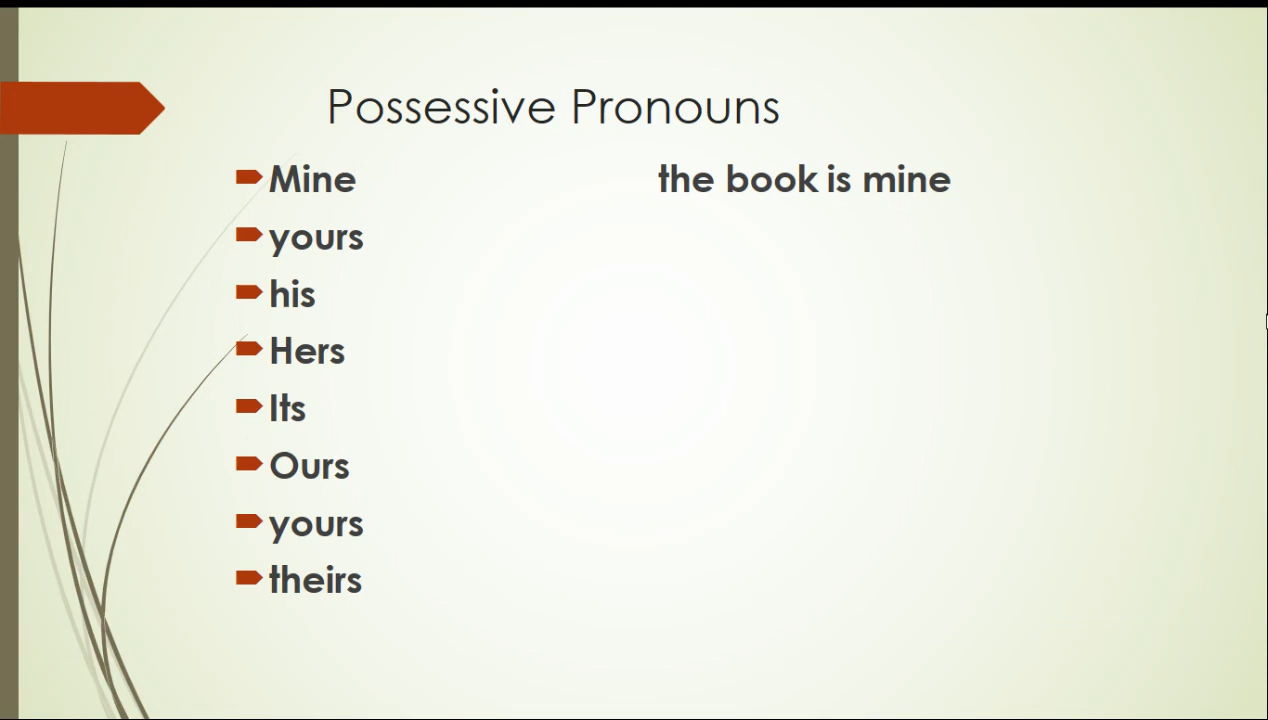 Possessive Pronouns
Mine the book is mine
yours
his
Hers
Its
Ours
yours
theirs